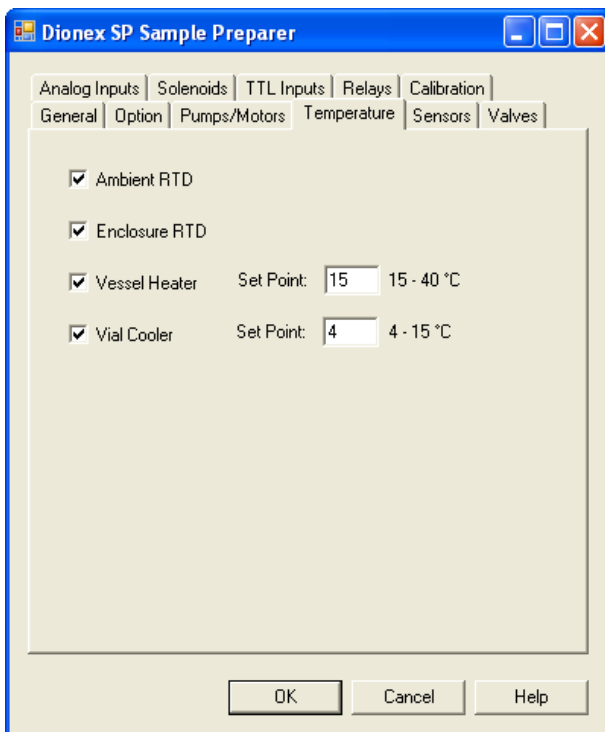 Dionex SP Sample Preparer
Analog Inputs Solenoids TTL Inputs Relays Calibration
General Option Pumps/Motors Temperature Sensors Valves
Ambient RTD
Enclosure RTD
Vessel Heater Set Point: 15 15 - 40 °C
Vial Cooler Set Point: 4 4 - 15 °C
OK Cancel Help